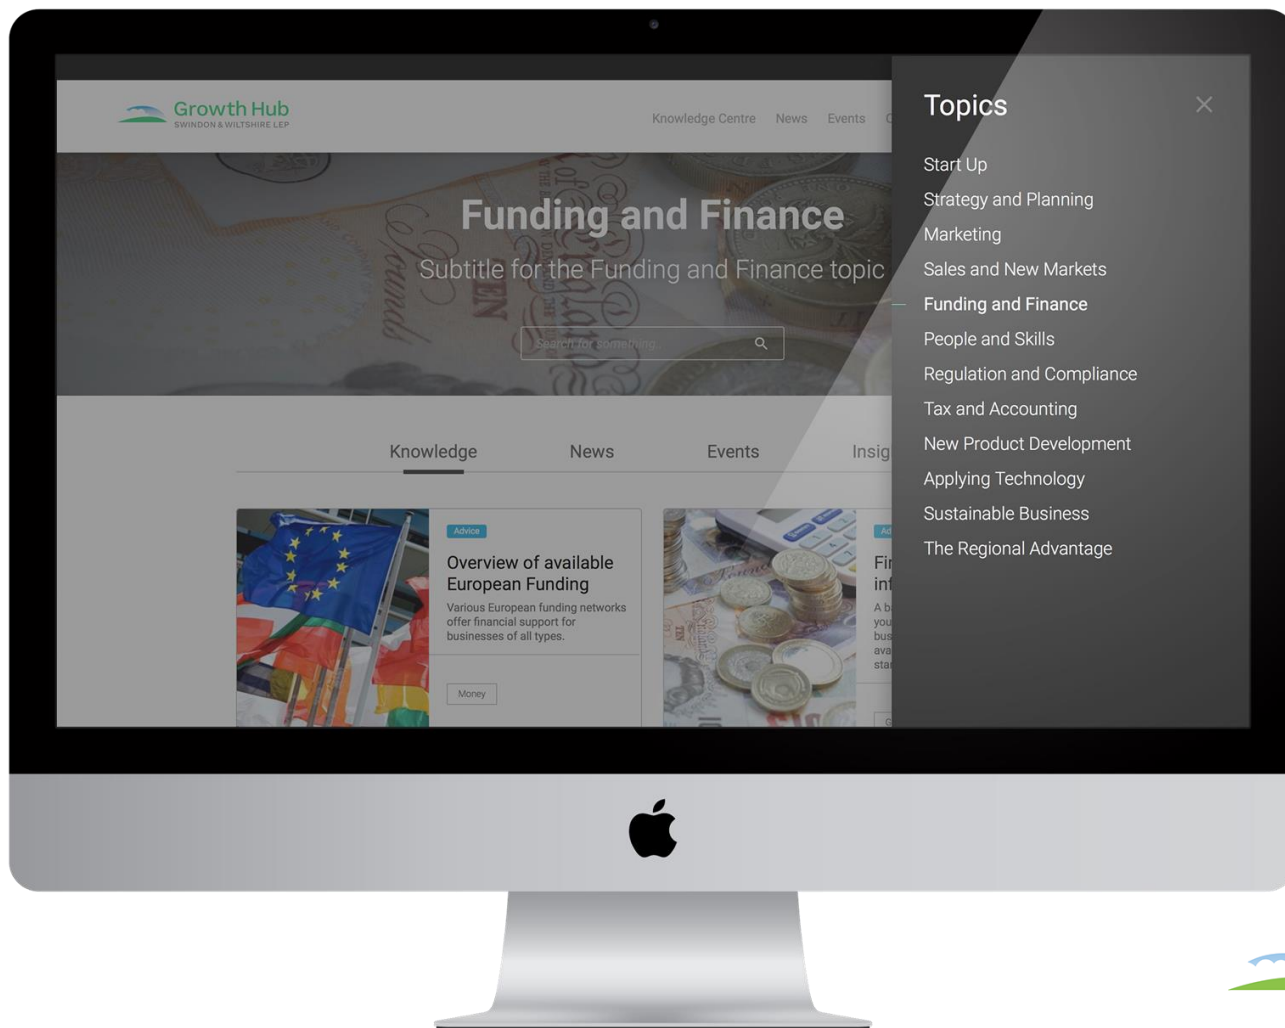 Growth Hub
SWINDON & WILTSHIRE LEP
Knowledge Centre News Events
Funding and Finance
Subtitle for the Funding and Finance topic
Search for something...
Knowledge News Events
Advice
Overview of available
European Funding
Various European funding networks
offer financial support for
businesses of all types.
Money
Topics
Start Up
Strategy and Planning
Marketing
Sales and New Markets
Funding and Finance
People and Skills
Regulation and Compliance
Tax and Accounting
New Product Development
Applying Technology
Sustainable Business
The Regional Advantage